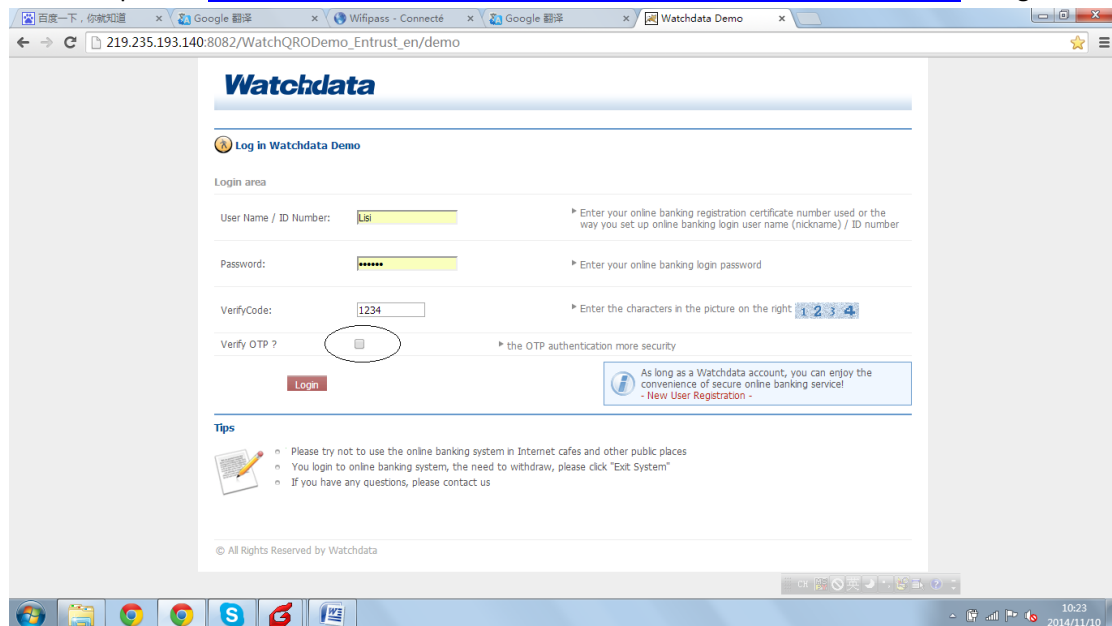 百度一下，你就知道
Google 翻译
Wifipass - Connecté
Google 翻译
Watchdata Demo
219.235.193.140:8082/WatchQRODemo_Entrust_en/demo
Watchdata
Log in Watchdata Demo
Login area
User Name / ID Number:
Lisi
Enter your online banking registration certificate number used or the
way you set up online banking login user name (nickname) / ID number
Password:
••••••
Enter your online banking login password
VerifyCode:
1234
Enter the characters in the picture on the right
1 2 3 4
Verify OTP ?
the OTP authentication more security
Login
As long as a Watchdata account, you can enjoy the
convenience of secure online banking service!
- New User Registration -
Tips
Please try not to use the online banking system in Internet cafes and other public places
You login to online banking system, the need to withdraw, please click "Exit System"
If you have any questions, please contact us
© All Rights Reserved by Watchdata
CH
英
10:23
2014/11/10